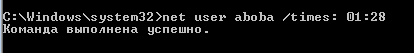 C:\Windows\system32>net user aboba /times: 01:28
Команда выполнена успешно.